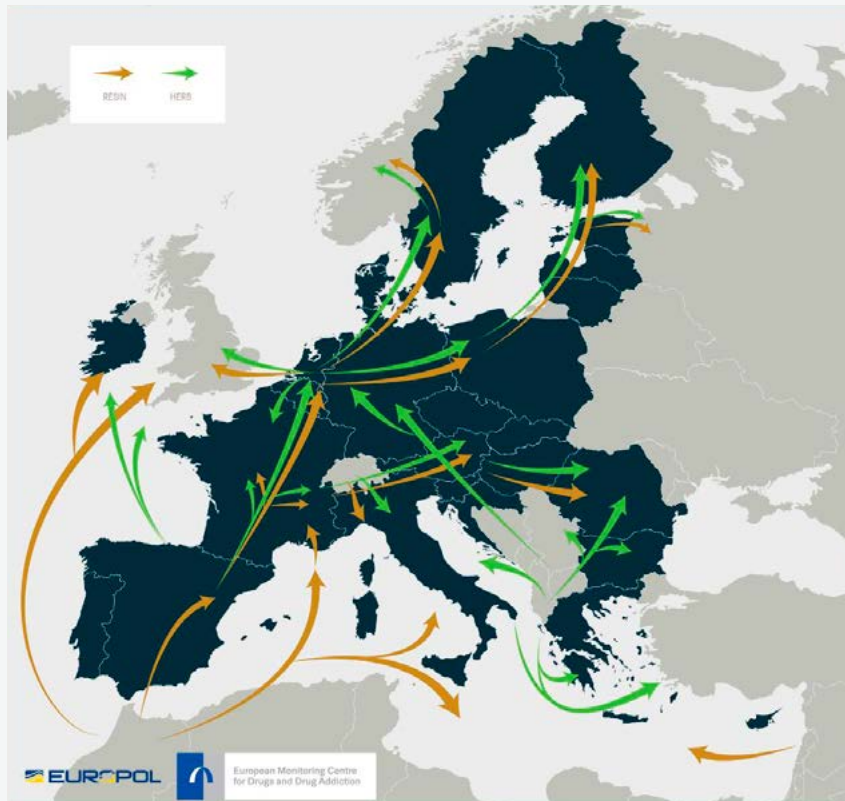 RESIN HERB
EUROPOL
European Monitoring Centre
for Drugs and Drug Addiction